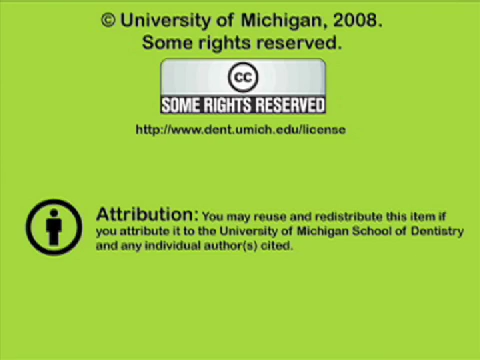 © University of Michigan, 2008.
Some rights reserved.
cc
SOME RIGHTS RESERVED
http://www.dent.umich.edu/license
Attribution: You may reuse and redistribute this item if
you attribute it to the University of Michigan School of Dentistry
and any individual author(s) cited.